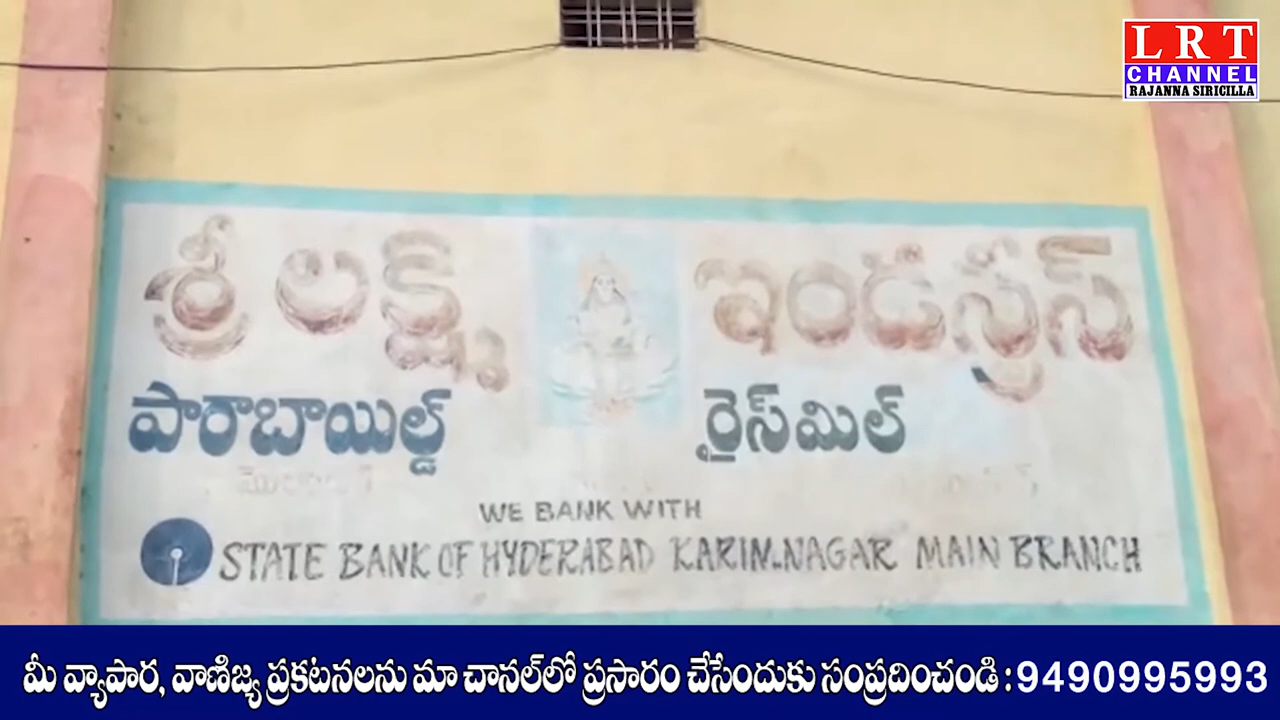 LRT
CHANNEL
RAJANNA SIRICILLA
శ్రీ లక్ష్మి ఇండస్ట్రీస్
పారాబాయిల్డ్ రైస్‌మిల్
WE BANK WITH
STATE BANK OF HYDERABAD KARIMNAGAR MAIN BRANCH
మీ వ్యాపార, వాణిజ్య ప్రకటనలను మా చానల్‌లో ప్రసారం చేసేందుకు సంప్రదించండి :9490995993